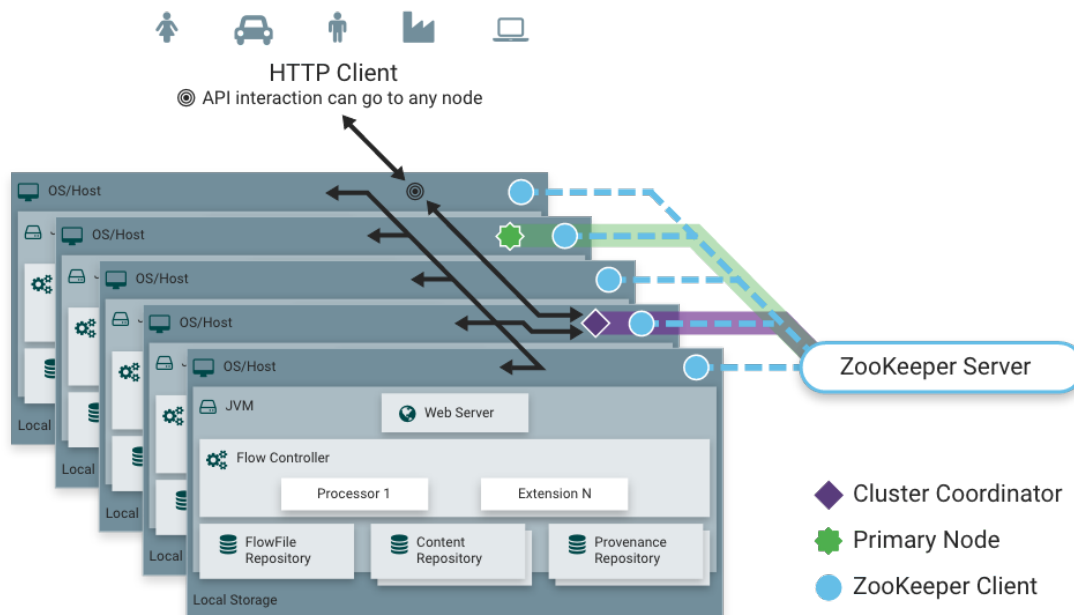 HTTP Client
API interaction can go to any node
OS/Host
OS/Host
OS/Host
OS/Host
OS/Host
ZooKeeper Server
JVM
Web Server
Flow Controller
Processor 1
Extension N
FlowFile
Repository
Content
Repository
Provenance
Repository
Local
Local
Local
Local
Local Storage
Cluster Coordinator
Primary Node
ZooKeeper Client